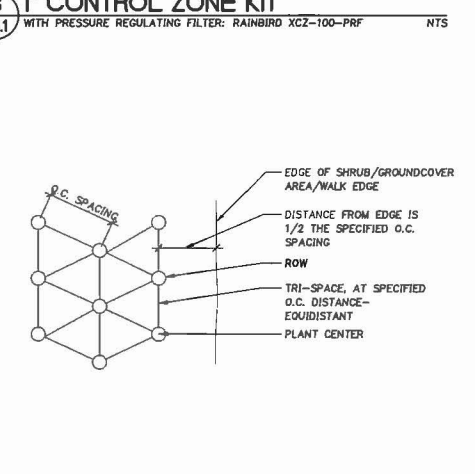 1" CONTROL ZONE KIT
.1
WITH PRESSURE REGULATING FILTER: RAINBIRD XCZ-100-PRF
NTS
EDGE OF SHRUB/GROUNDCOVER
AREA/WALK EDGE
O.C. SPACING
DISTANCE FROM EDGE IS
1/2 THE SPECIFIED O.C.
SPACING
ROW
TRI-SPACE, AT SPECIFIED
O.C. DISTANCE-
EQUIDISTANT
PLANT CENTER